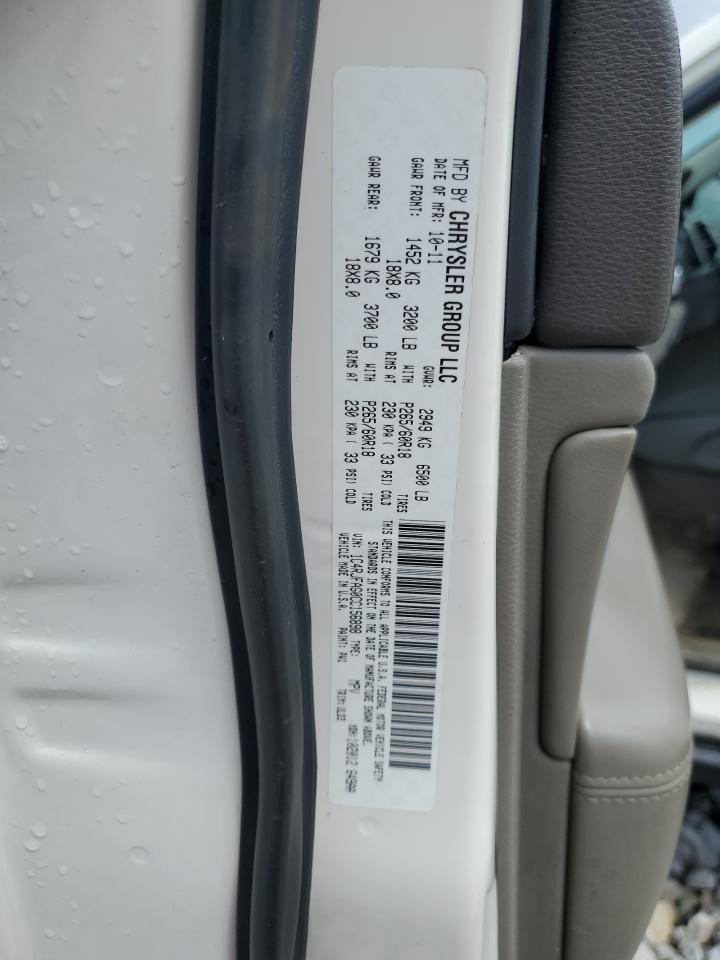 MFD BY CHRYSLER GROUP LLC
DATE OF MFR: 10-11 GVWR: 2949 KG 6500 LB
GAWR FRONT: 1452 KG 3200 LB WITH P265/60R18 TIRES
18X8.0 RIMS AT 230 KPA ( 33 PSI) COLD
GAWR REAR: 1679 KG 3700 LB WITH P265/60R18 TIRES
18X8.0 RIMS AT 230 KPA ( 33 PSI) COLD
THIS VEHICLE CONFORMS TO ALL APPLICABLE U.S.A. FEDERAL MOTOR VEHICLE SAFETY
STANDARDS IN EFFECT ON THE DATE OF MANUFACTURE SHOWN ABOVE.
VIN: TYPE: MPV
VEHICLE MADE IN U.S.A. PAINT: PW1